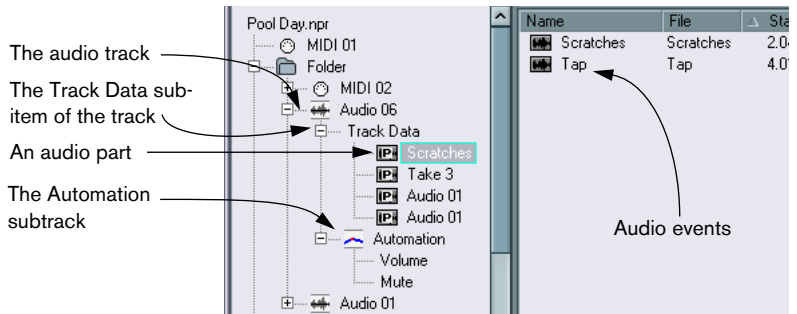 The audio track
The Track Data sub-
item of the track
An audio part
The Automation
subtrack
Pool Day.npr
MIDI 01
Folder
MIDI 02
Audio 06
Track Data
Scratches
Take 3
Audio 01
Audio 01
Automation
Volume
Mute
Audio 01
Name File Sta
Scratches Scratches 2.04
Tap Tap 4.01
Audio events